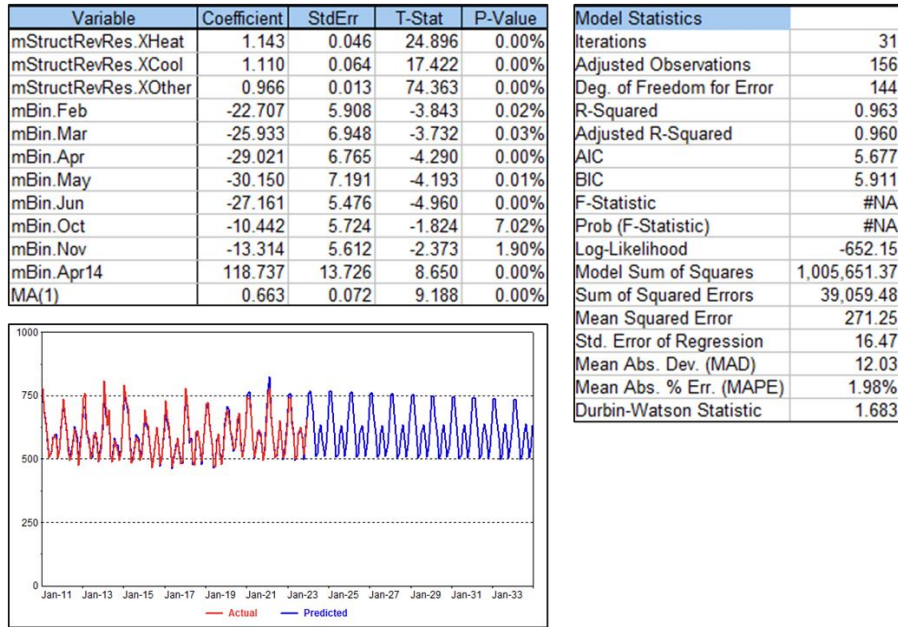 Variable Coefficient StdErr T-Stat P-Value
mStructRevRes.XHeat 1.143 0.046 24.896 0.00%
mStructRevRes.XCool 1.110 0.064 17.422 0.00%
mStructRevRes.XOther 0.966 0.013 74.363 0.00%
mBin.Feb -22.707 5.908 -3.843 0.02%
mBin.Mar -25.933 6.948 -3.732 0.03%
mBin.Apr -29.021 6.765 -4.290 0.00%
mBin.May -30.150 7.191 -4.193 0.01%
mBin.Jun -27.161 5.476 -4.960 0.00%
mBin.Oct -10.442 5.724 -1.824 7.02%
mBin.Nov -13.314 5.612 -2.373 1.90%
mBin.Apr14 118.737 13.726 8.650 0.00%
MA(1) 0.663 0.072 9.188 0.00%
Model Statistics
Iterations 31
Adjusted Observations 156
Deg. of Freedom for Error 144
R-Squared 0.963
Adjusted R-Squared 0.960
AIC 5.677
BIC 5.911
F-Statistic #NA
Prob (F-Statistic) #NA
Log-Likelihood -652.15
Model Sum of Squares 1,005,651.37
Sum of Squared Errors 39,059.48
Mean Squared Error 271.25
Std. Error of Regression 16.47
Mean Abs. Dev. (MAD) 12.03
Mean Abs. % Err. (MAPE) 1.98%
Durbin-Watson Statistic 1.683
1000
750
500
250
0
Jan-11 Jan-13 Jan-15 Jan-17 Jan-19 Jan-21 Jan-23 Jan-25 Jan-27 Jan-29 Jan-31 Jan-33
Actual Predicted